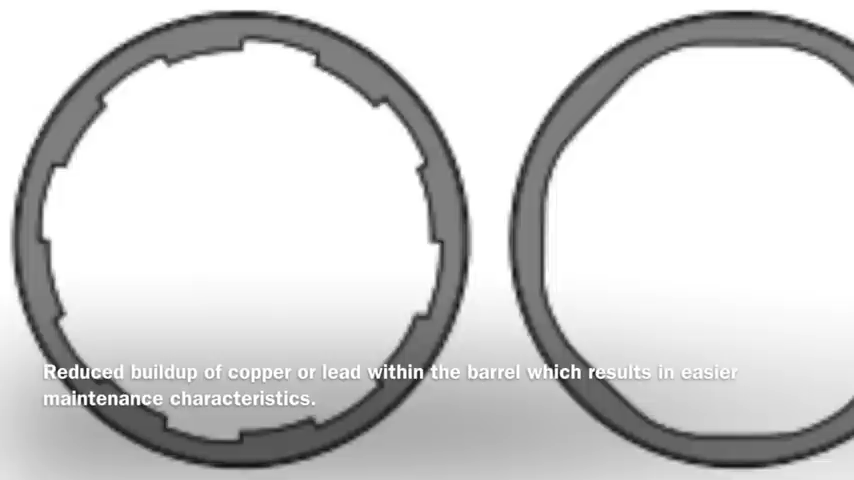 Reduced buildup of copper or lead within the barrel which results in easier
maintenance characteristics.